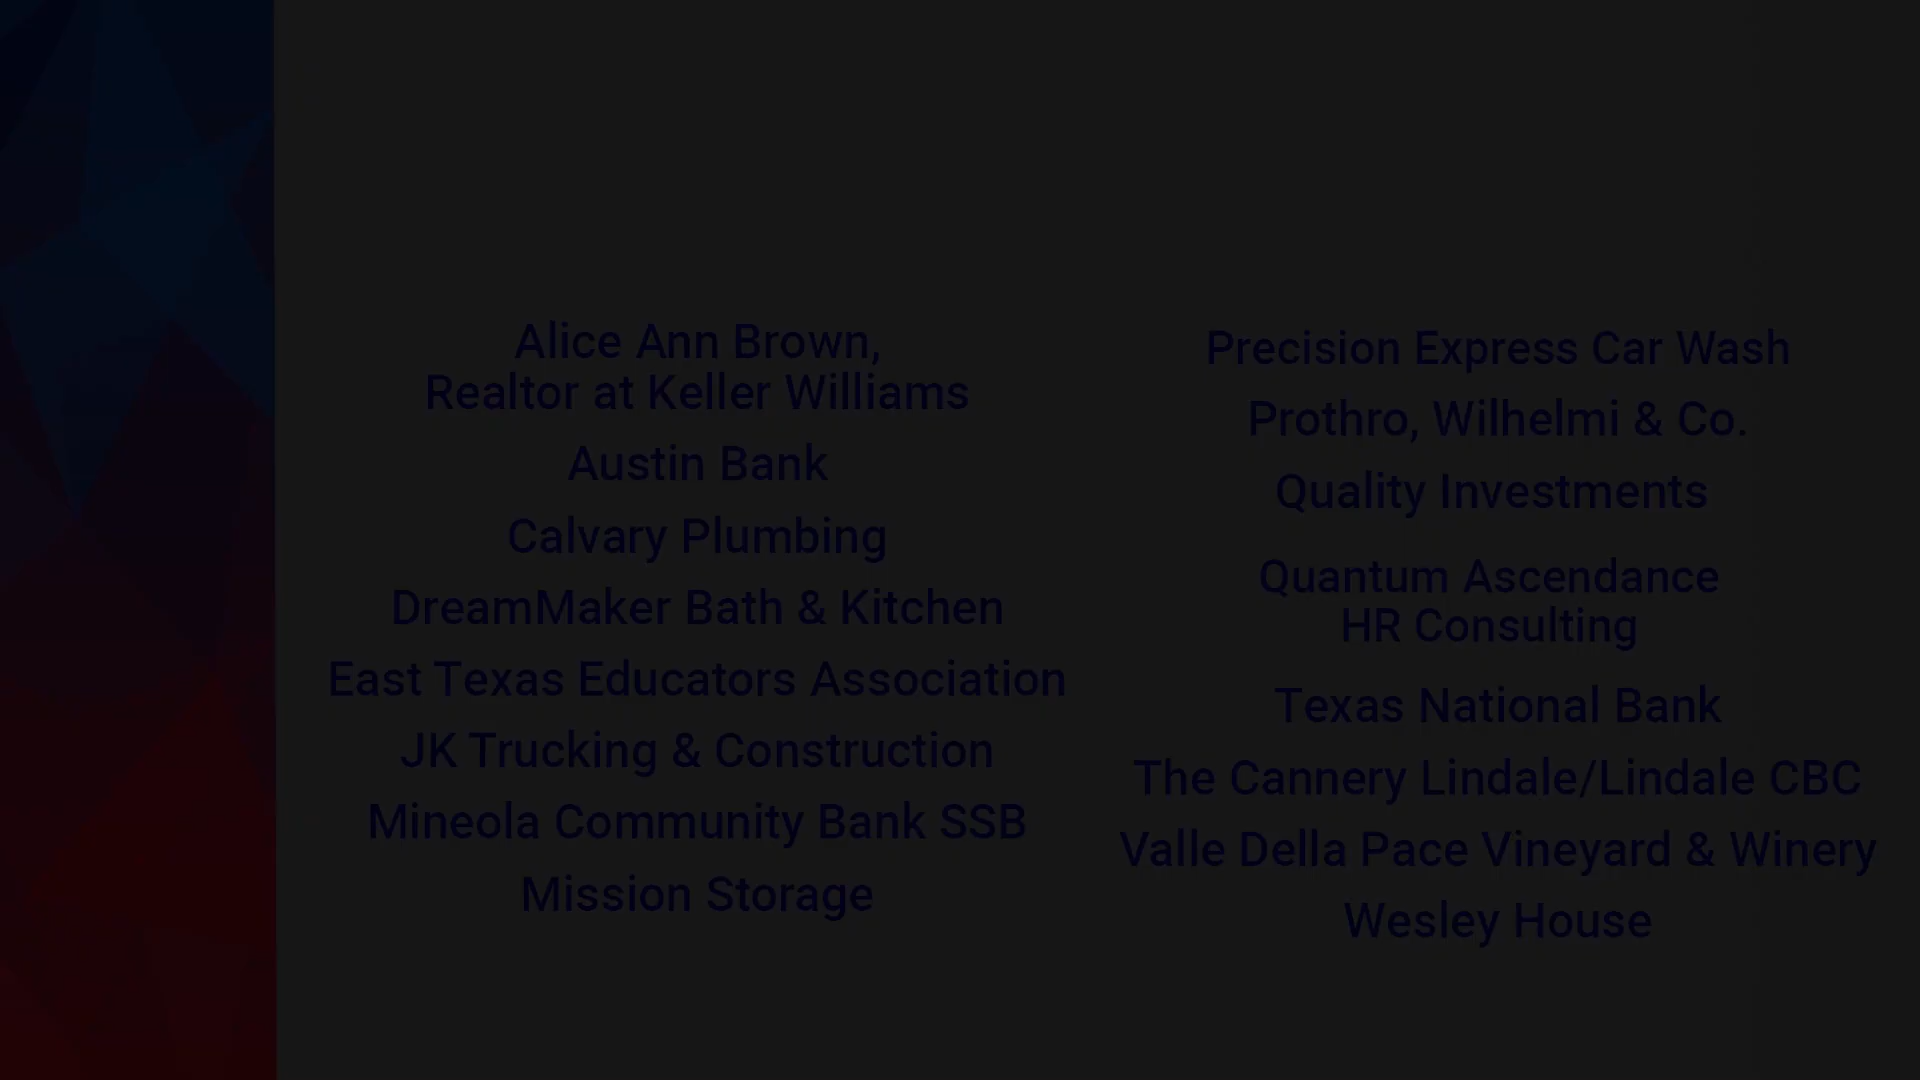 Alice Ann Brown,
Realtor at Keller Williams
Austin Bank
Calvary Plumbing
DreamMaker Bath & Kitchen
East Texas Educators Association
JK Trucking & Construction
Mineola Community Bank SSB
Mission Storage
Precision Express Car Wash
Prothro, Wilhelmi & Co.
Quality Investments
Quantum Ascendance
HR Consulting
Texas National Bank
The Cannery Lindale/Lindale CBC
Valle Della Pace Vineyard & Winery
Wesley House